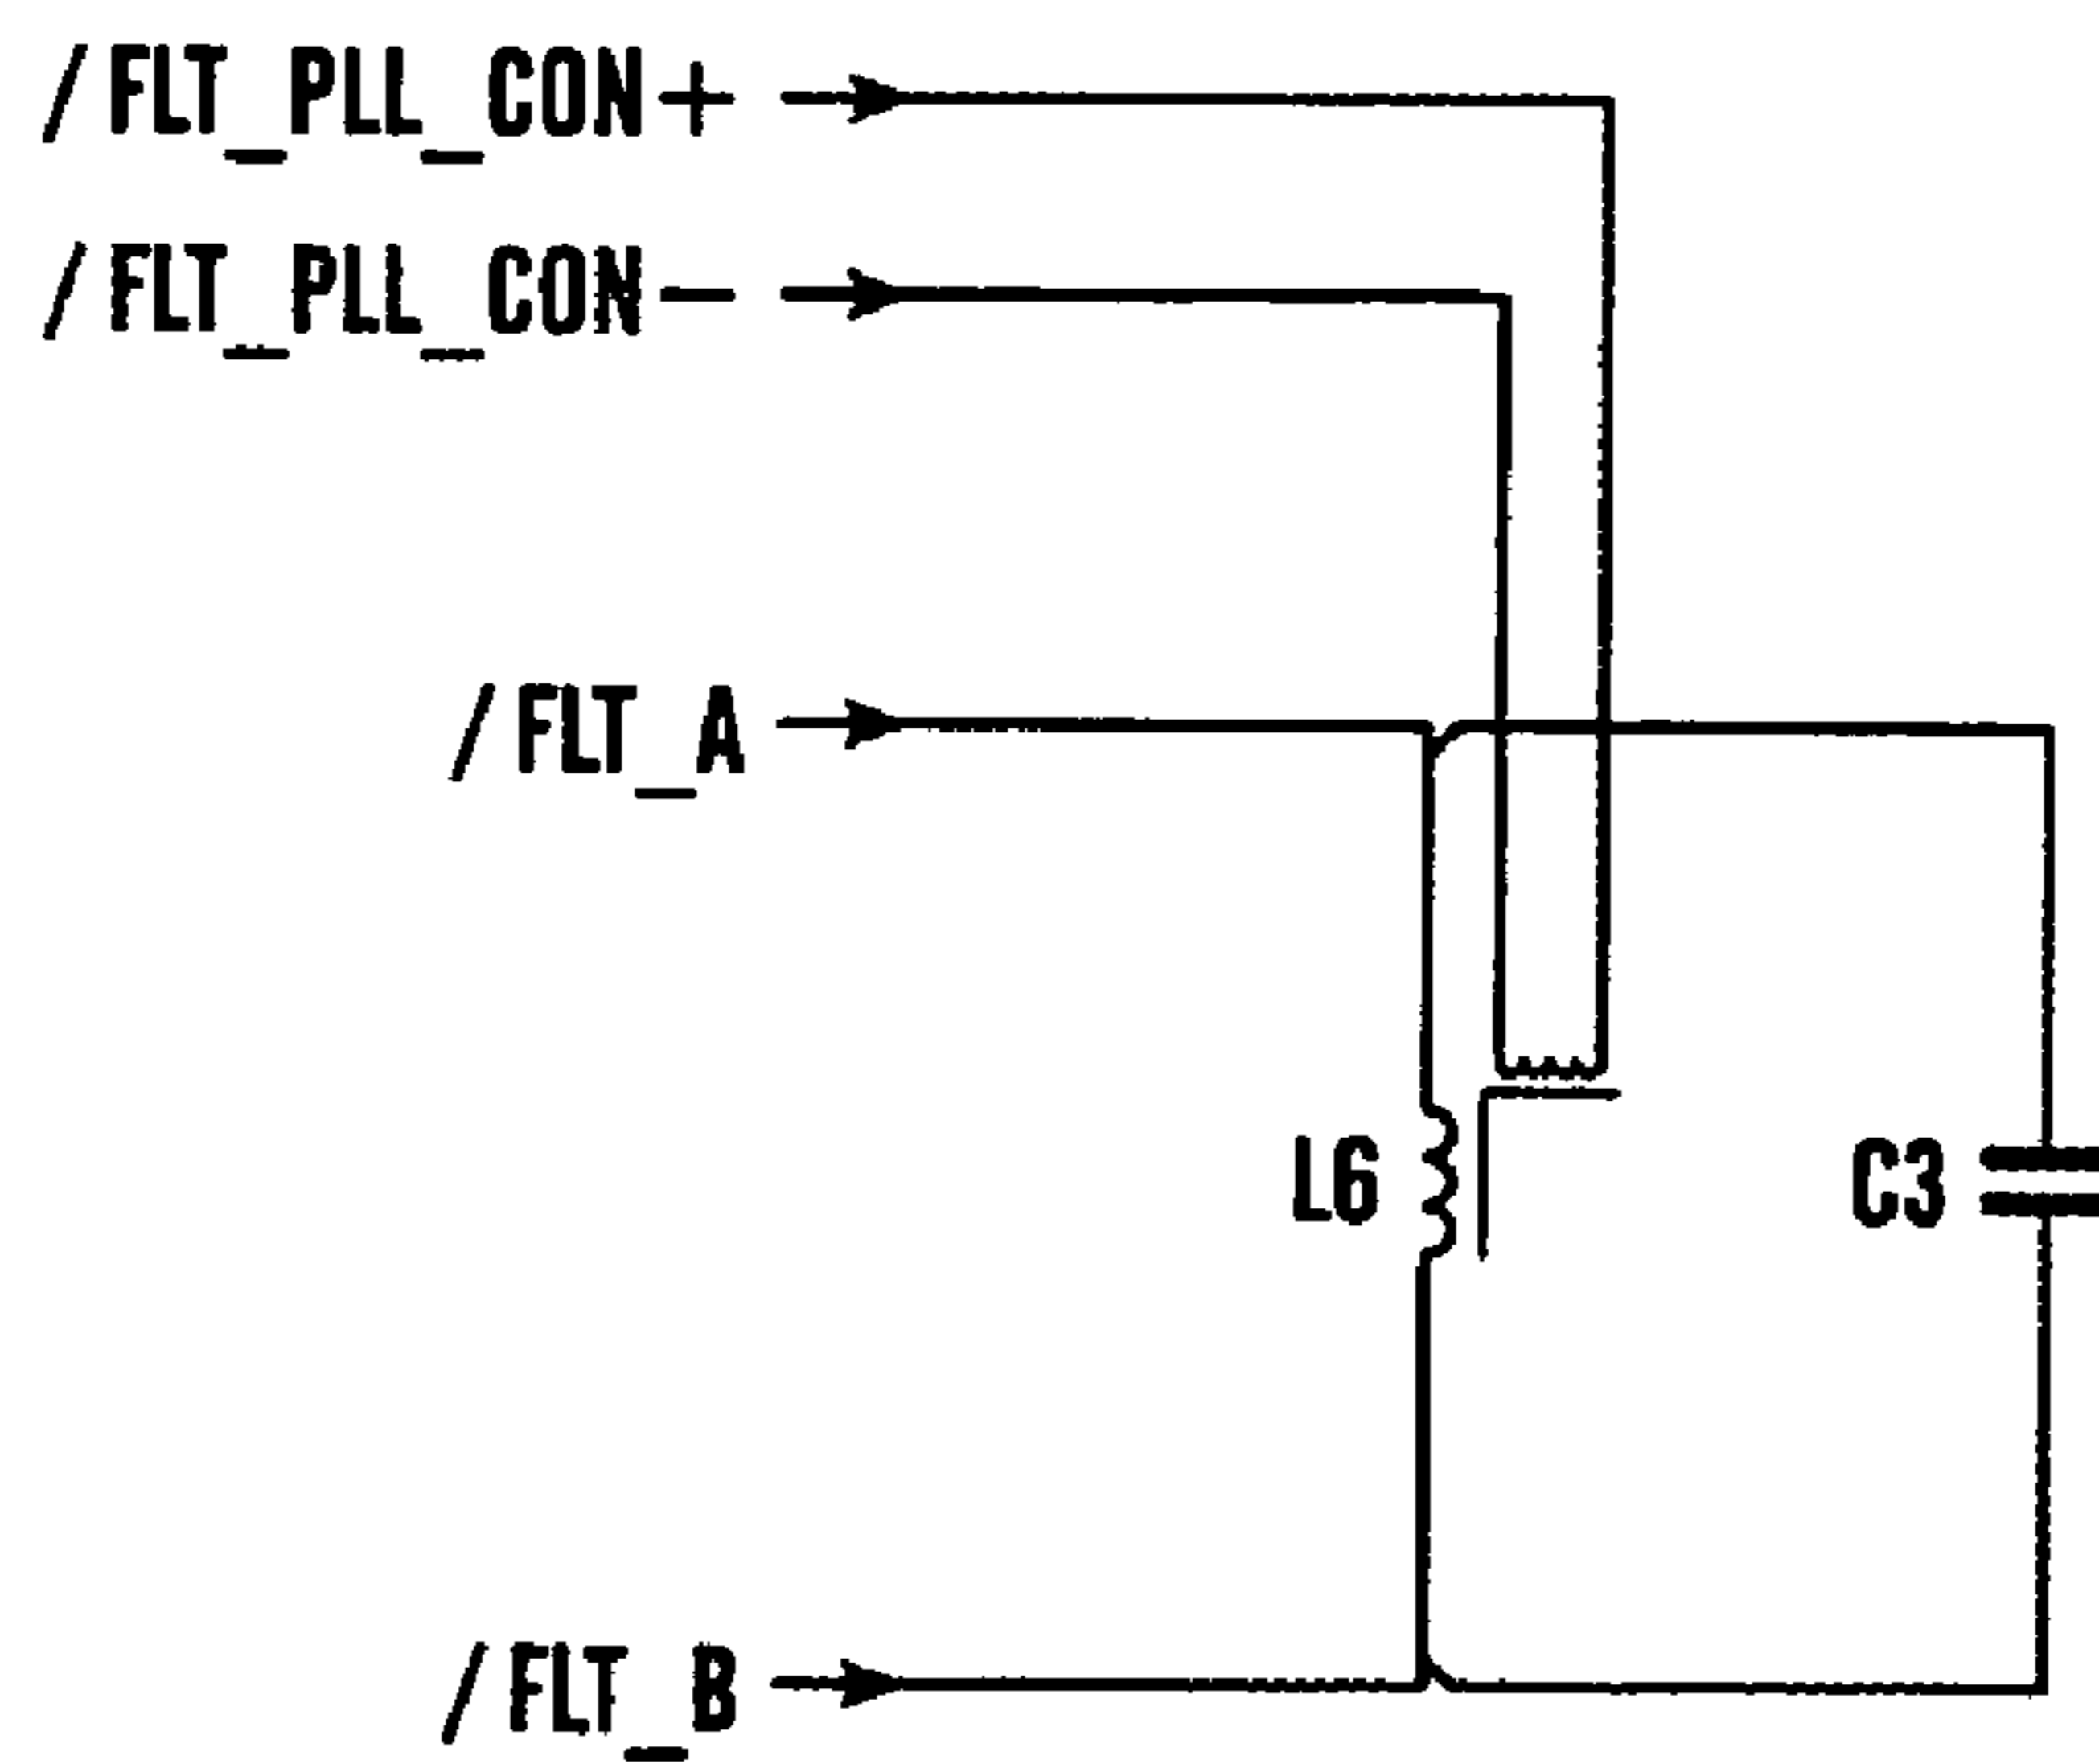 /FLT_PLL_CON+
/FLT_PLL_CON-
/FLT_A
L6
C3
/FLT_B